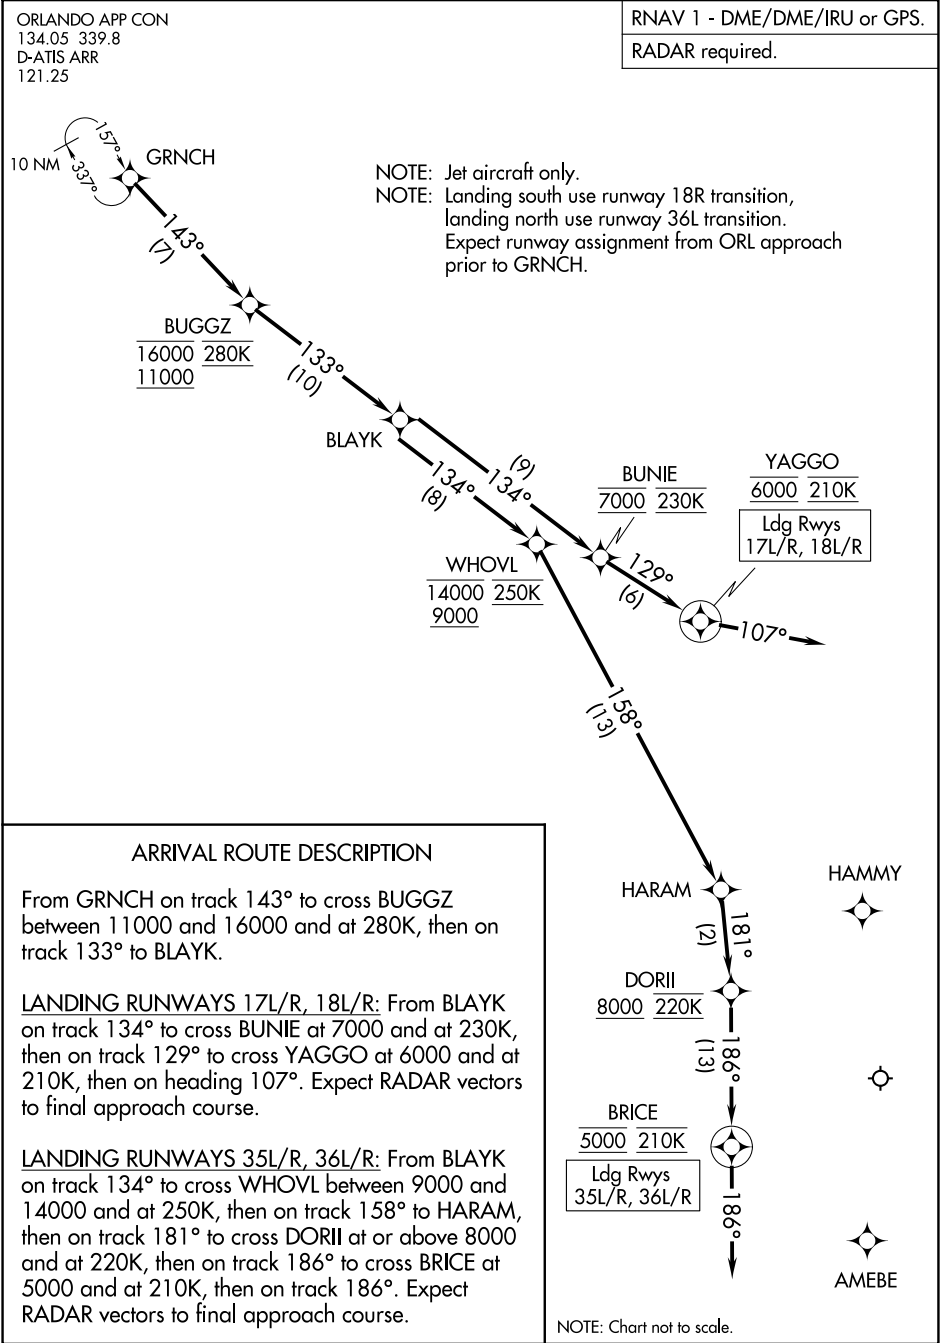 ORLANDO APP CON
134.05 339.8
D-ATIS ARR
121.25
RNAV 1 - DME/DME/IRU or GPS.
RADAR required.
157°
10 NM
337°
GRNCH
NOTE: Jet aircraft only.
NOTE: Landing south use runway 18R transition,
landing north use runway 36L transition.
Expect runway assignment from ORL approach
prior to GRNCH.
143°
(7)
BUGGZ
16000 280K
11000
133°
(10)
BLAYK
(9)
134°
134°
(8)
BUNIE
7000 230K
YAGGO
6000 210K
Ldg Rwys
17L/R, 18L/R
WHOVL
14000 250K
9000
129°
(6)
107°
158°
(13)
HARAM
HAMMY
181°
(2)
DORII
8000 220K
186°
(13)
BRICE
5000 210K
Ldg Rwys
35L/R, 36L/R
186°
AMEBE
NOTE: Chart not to scale.
ARRIVAL ROUTE DESCRIPTION
From GRNCH on track 143° to cross BUGGZ
between 11000 and 16000 and at 280K, then on
track 133° to BLAYK.
LANDING RUNWAYS 17L/R, 18L/R: From BLAYK
on track 134° to cross BUNIE at 7000 and at 230K,
then on track 129° to cross YAGGO at 6000 and at
210K, then on heading 107°. Expect RADAR vectors
to final approach course.
LANDING RUNWAYS 35L/R, 36L/R: From BLAYK
on track 134° to cross WHOVL between 9000 and
14000 and at 250K, then on track 158° to HARAM,
then on track 181° to cross DORII at or above 8000
and at 220K, then on track 186° to cross BRICE at
5000 and at 210K, then on track 186°. Expect
RADAR vectors to final approach course.